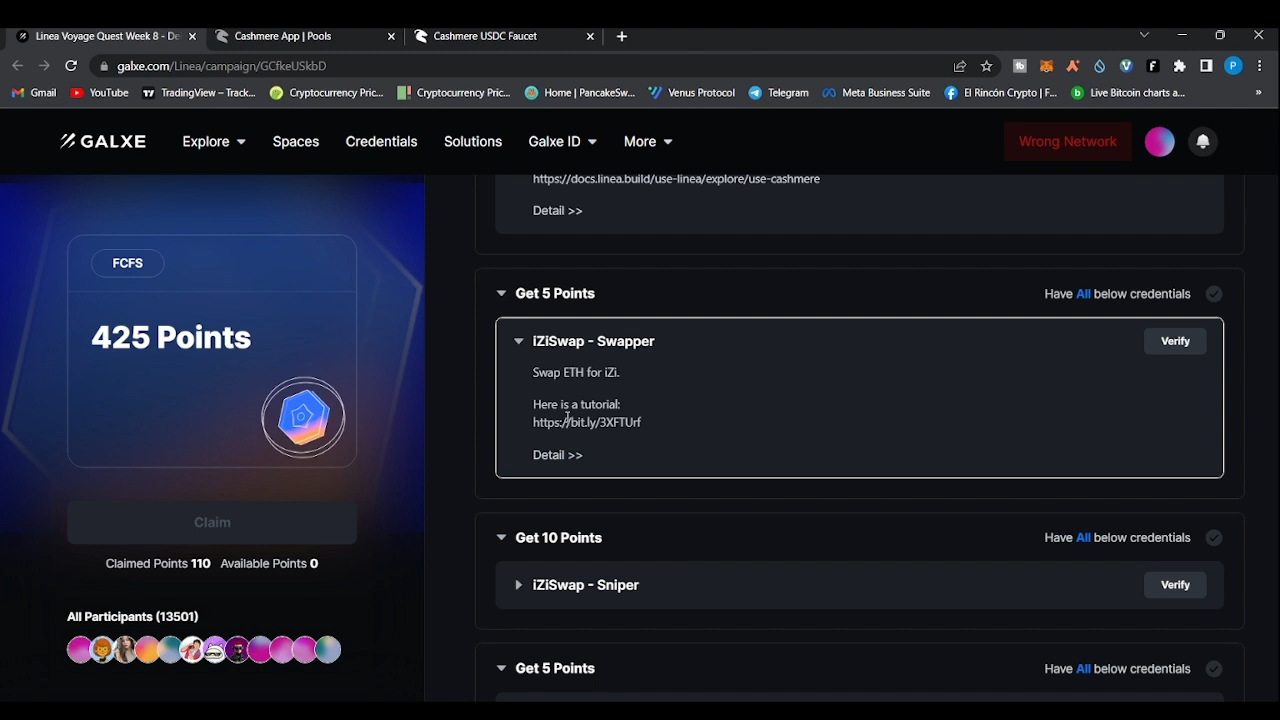 Linea Voyage Quest Week 8 - De
Cashmere App | Pools
Cashmere USDC Faucet
galxe.com/Linea/campaign/GCfkeUSkbD
P
Gmail
YouTube
TradingView – Track...
Cryptocurrency Pric...
Cryptocurrency Pric...
Home | PancakeSw...
Venus Protocol
Telegram
Meta Business Suite
El Rincón Crypto | F...
Live Bitcoin charts a...
»
GALXE
Explore
Spaces
Credentials
Solutions
Galxe ID
More
Wrong Network
https://docs.linea.build/use-linea/explore/use-cashmere
Detail >>
FCFS
425 Points
Claim
Claimed Points 110 Available Points 0
All Participants (13501)
Get 5 Points
Have All below credentials
iZiSwap - Swapper
Verify
Swap ETH for iZi.
Here is a tutorial:
https://bit.ly/3XFTUrf
Detail >>
Get 10 Points
Have All below credentials
iZiSwap - Sniper
Verify
Get 5 Points
Have All below credentials